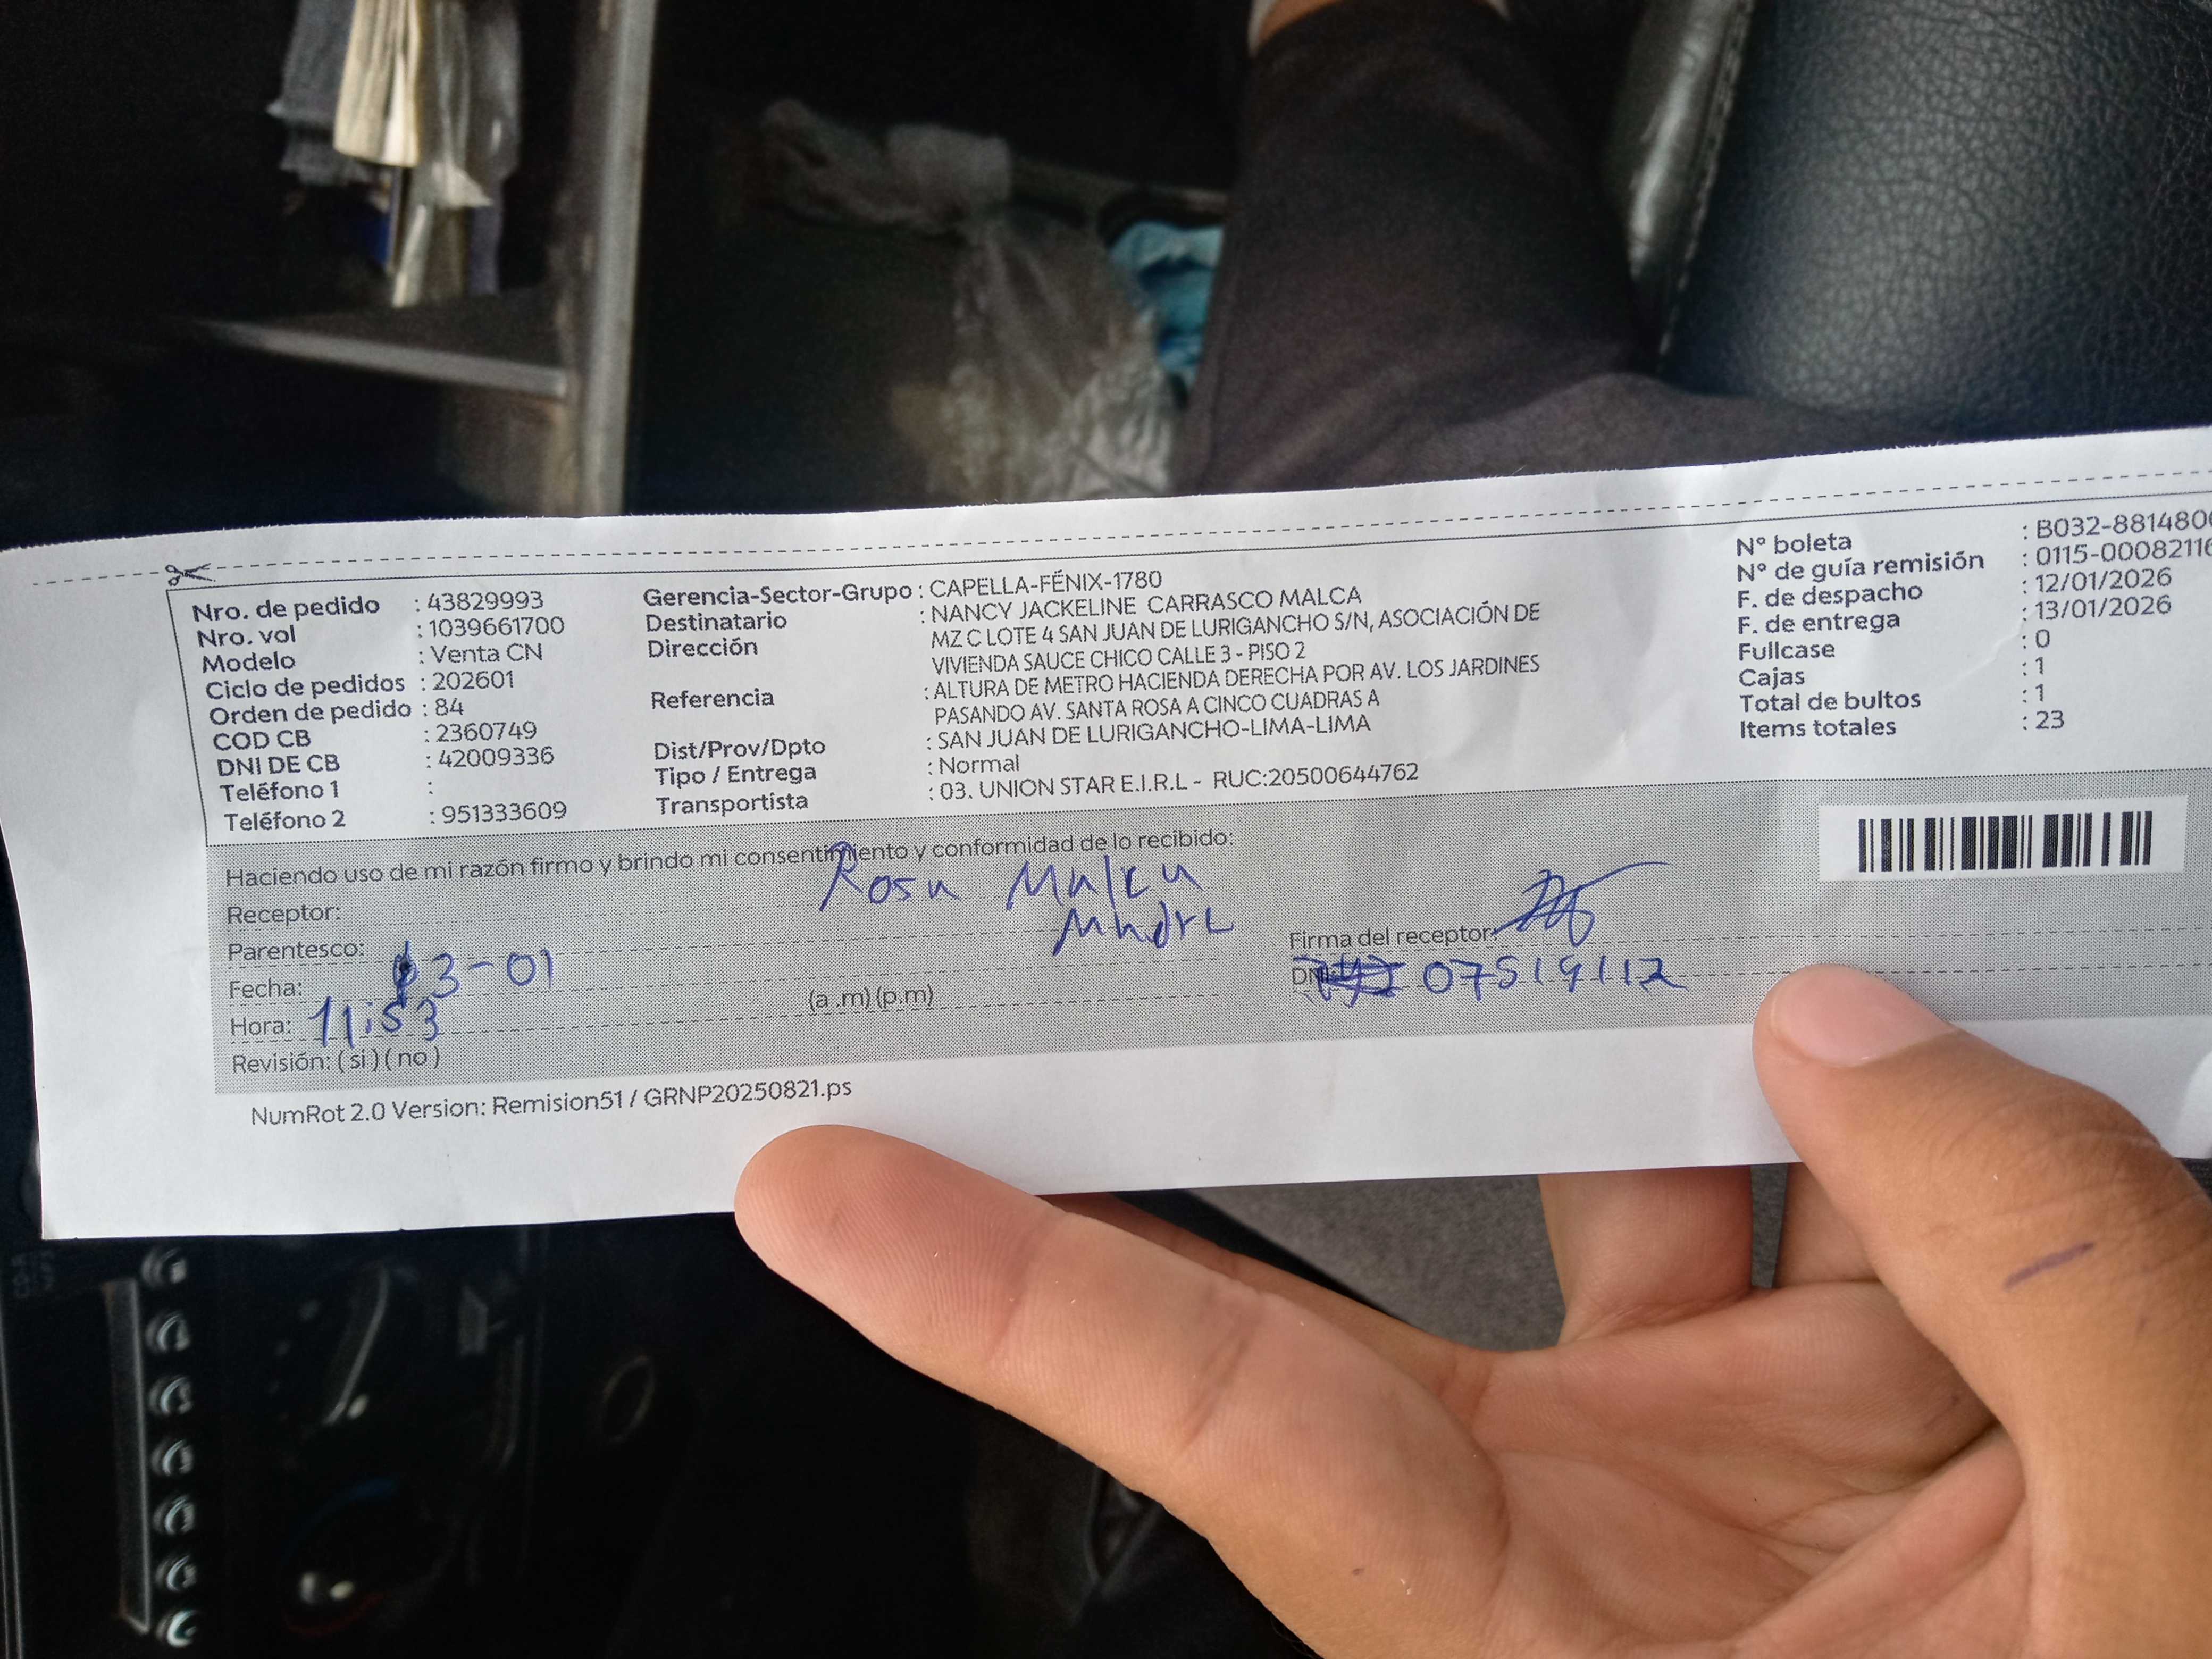 Nro. de pedido : 43829993
Nro. vol : 1039661700
Modelo : Venta CN
Ciclo de pedidos : 202601
Orden de pedido : 84
COD CB : 2360749
DNI DE CB : 42009336
Teléfono 1 :
Teléfono 2 : 951333609
Gerencia-Sector-Grupo : CAPELLA-FÉNIX-1780
Destinatario : NANCY JACKELINE CARRASCO MALCA
Dirección MZ C LOTE 4 SAN JUAN DE LURIGANCHO S/N, ASOCIACIÓN DE
VIVIENDA SAUCE CHICO CALLE 3 - PISO 2
Referencia : ALTURA DE METRO HACIENDA DERECHA POR AV. LOS JARDINES
PASANDO AV. SANTA ROSA A CINCO CUADRAS A
Dist/Prov/Dpto : SAN JUAN DE LURIGANCHO-LIMA-LIMA
Tipo / Entrega : Normal
Transportista : 03. UNION STAR E.I.R.L - RUC:20500644762
Nº boleta : B032-8814800
Nº de guía remisión : 0115-00082116
F. de despacho : 12/01/2026
F. de entrega : 13/01/2026
Fullcase : 0
Cajas : 1
Total de bultos : 1
Items totales : 23
Haciendo uso de mi razón firmo y brindo mi consentimiento y conformidad de lo recibido:
Receptor: Rosa Malca
Parentesco: Madre
Fecha: 13-01
Hora: 11:53 (a .m) (p.m)
Revisión: ( si ) ( no )
Firma del receptor:
DNI: 07519112
NumRot 2.0 Version: Remision51 / GRNP20250821.ps